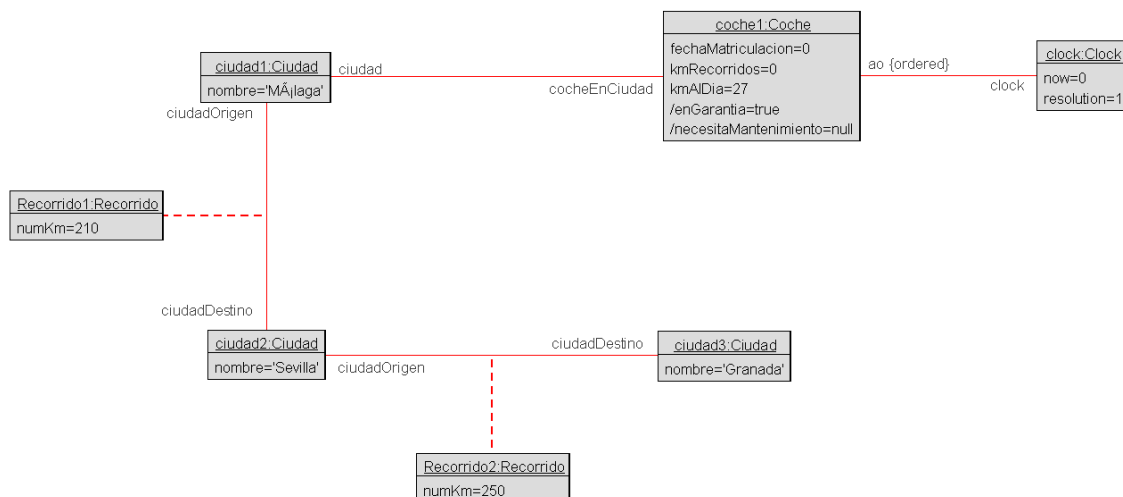 coche1:Coche
fechaMatriculacion=0
kmRecorridos=0
kmAlDia=27
/enGarantia=true
/necesitaMantenimiento=null
ciudad1:Ciudad
nombre='MÃ¡laga'
ciudad
cocheEnCiudad
ao {ordered}
clock
clock:Clock
now=0
resolution=1
ciudadOrigen
Recorrido1:Recorrido
numKm=210
ciudadDestino
ciudad2:Ciudad
nombre='Sevilla'
ciudadOrigen
ciudadDestino
ciudad3:Ciudad
nombre='Granada'
Recorrido2:Recorrido
numKm=250